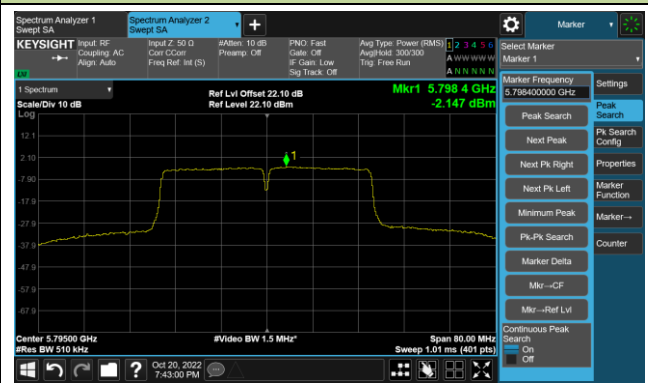 Spectrum Analyzer 1
Swept SA
Spectrum Analyzer 2
Swept SA
Marker
KEYSIGHT
Input: RF
Coupling: AC
Align: Auto
Input Z: 50 Ω
Corr CCorr
Freq Ref: Int (S)
#Atten: 10 dB
Preamp: Off
PNO: Fast
Gate: Off
IF Gain: Low
Sig Track: Off
Avg Type: Power (RMS)
Avg|Hold: 300/300
Trig: Free Run
1 2 3 4 5 6
A W W W W W
A N N N N N
Select Marker
Marker 1
LXI
1 Spectrum
Ref Lvl Offset 22.10 dB
Mkr1 5.798 4 GHz
Scale/Div 10 dB
Ref Level 22.10 dBm
-2.147 dBm
Log
12.1
2.10
-7.90
-17.9
-27.9
-37.9
-47.9
-57.9
-67.9
1
Center 5.79500 GHz
#Video BW 1.5 MHz*
Span 80.00 MHz
#Res BW 510 kHz
Sweep 1.01 ms (401 pts)
Marker Frequency
5.798400000 GHz
Peak Search
Next Peak
Next Pk Right
Next Pk Left
Minimum Peak
Pk-Pk Search
Marker Delta
Mkr→CF
Mkr→Ref Lvl
Continuous Peak
Search
On
Off
Settings
Peak
Search
Pk Search
Config
Properties
Marker
Function
Marker→
Counter
Oct 20, 2022
7:43:00 PM